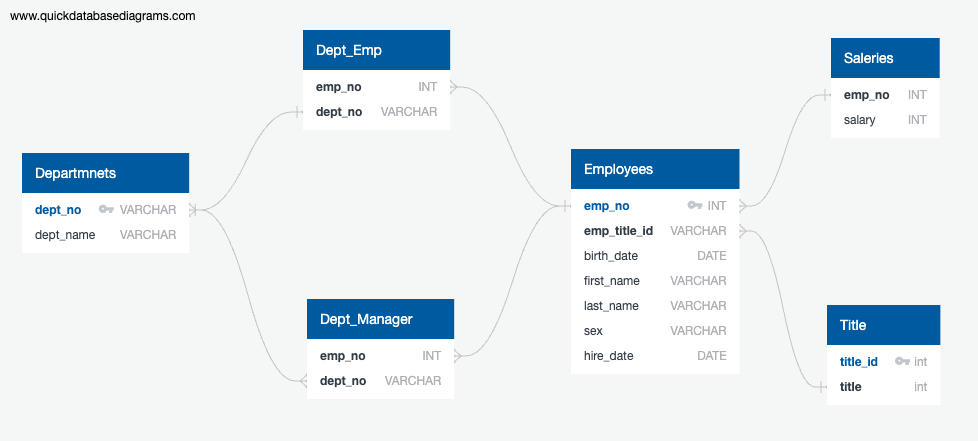 www.quickdatabasediagrams.com
Dept_Emp
emp_no INT
dept_no VARCHAR
Saleries
emp_no INT
salary INT
Departmnets
dept_no VARCHAR
dept_name VARCHAR
Employees
emp_no INT
emp_title_id VARCHAR
birth_date DATE
first_name VARCHAR
last_name VARCHAR
sex VARCHAR
hire_date DATE
Dept_Manager
emp_no INT
dept_no VARCHAR
Title
title_id int
title int